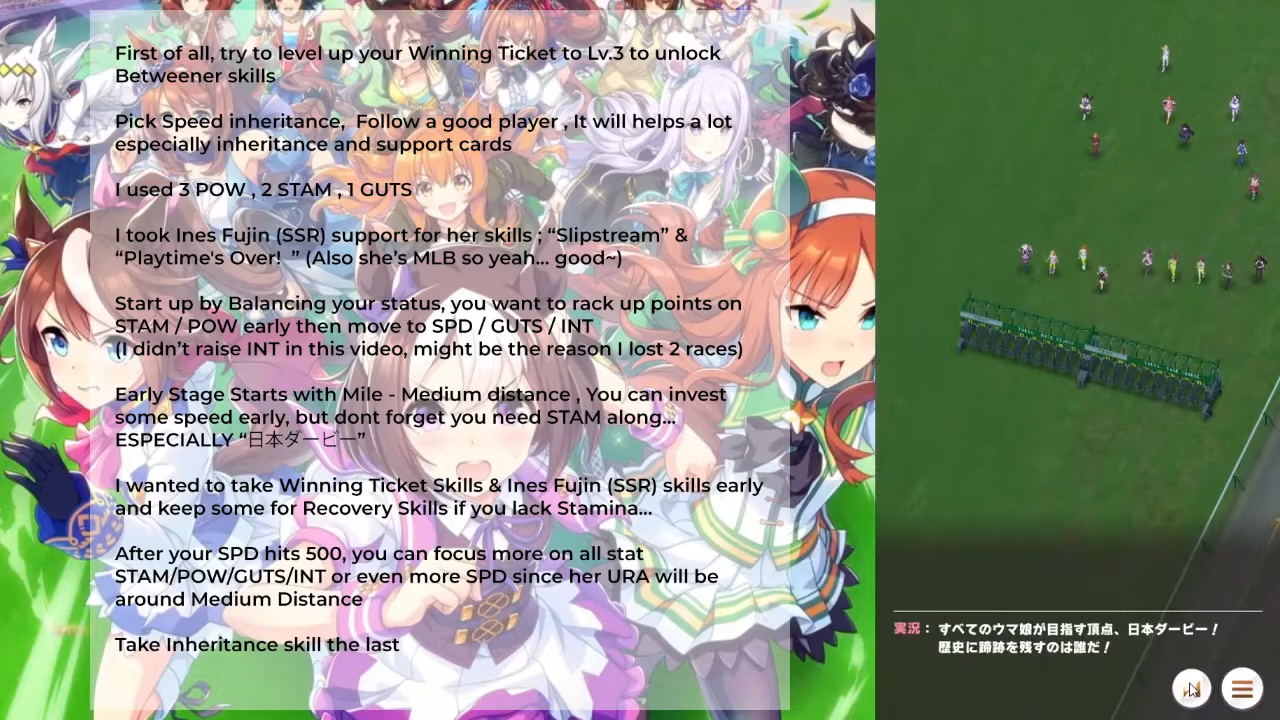 First of all, try to level up your Winning Ticket to Lv.3 to unlock
Betweener skills
Pick Speed inheritance,  Follow a good player , It will helps a lot
especially inheritance and support cards
I used 3 POW , 2 STAM , 1 GUTS
I took Ines Fujin (SSR) support for her skills ; “Slipstream” &
“Playtime's Over!  ” (Also she’s MLB so yeah... good~)
Start up by Balancing your status, you want to rack up points on
STAM / POW early then move to SPD / GUTS / INT
(I didn’t raise INT in this video, might be the reason I lost 2 races)
Early Stage Starts with Mile - Medium distance , You can invest
some speed early, but dont forget you need STAM along...
ESPECIALLY “日本ダービー”
I wanted to take Winning Ticket Skills & Ines Fujin (SSR) skills early
and keep some for Recovery Skills if you lack Stamina...
After your SPD hits 500, you can focus more on all stat
STAM/POW/GUTS/INT or even more SPD since her URA will be
around Medium Distance
Take Inheritance skill the last
実況： すべてのウマ娘が目指す頂点、日本ダービー！
歴史に蹄跡を残すのは誰だ！